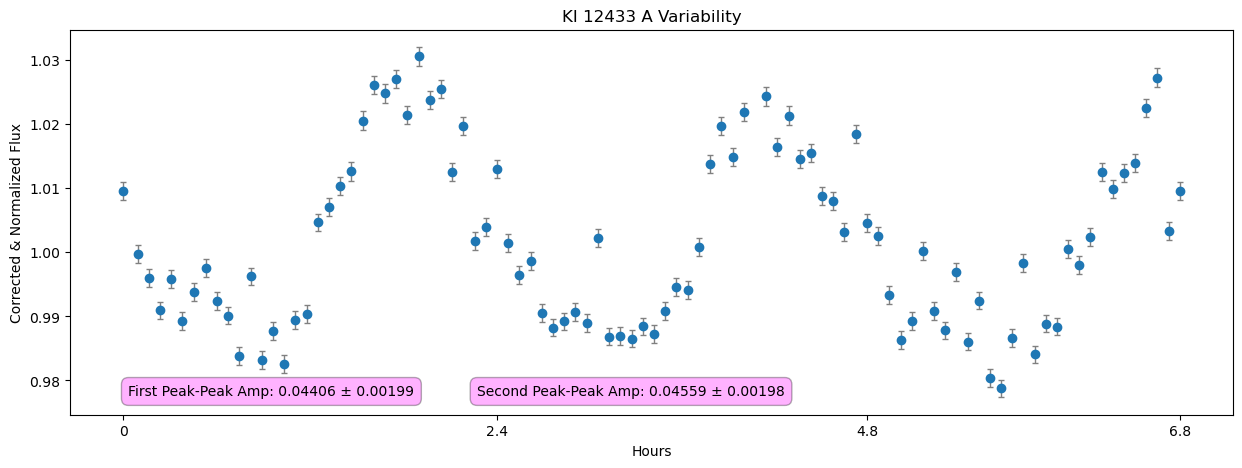 KI 12433 A Variability
Corrected & Normalized Flux
1.03
1.02
1.01
1.00
0.99
0.98
First Peak-Peak Amp: 0.04406 ± 0.00199
Second Peak-Peak Amp: 0.04559 ± 0.00198
0
2.4
4.8
6.8
Hours